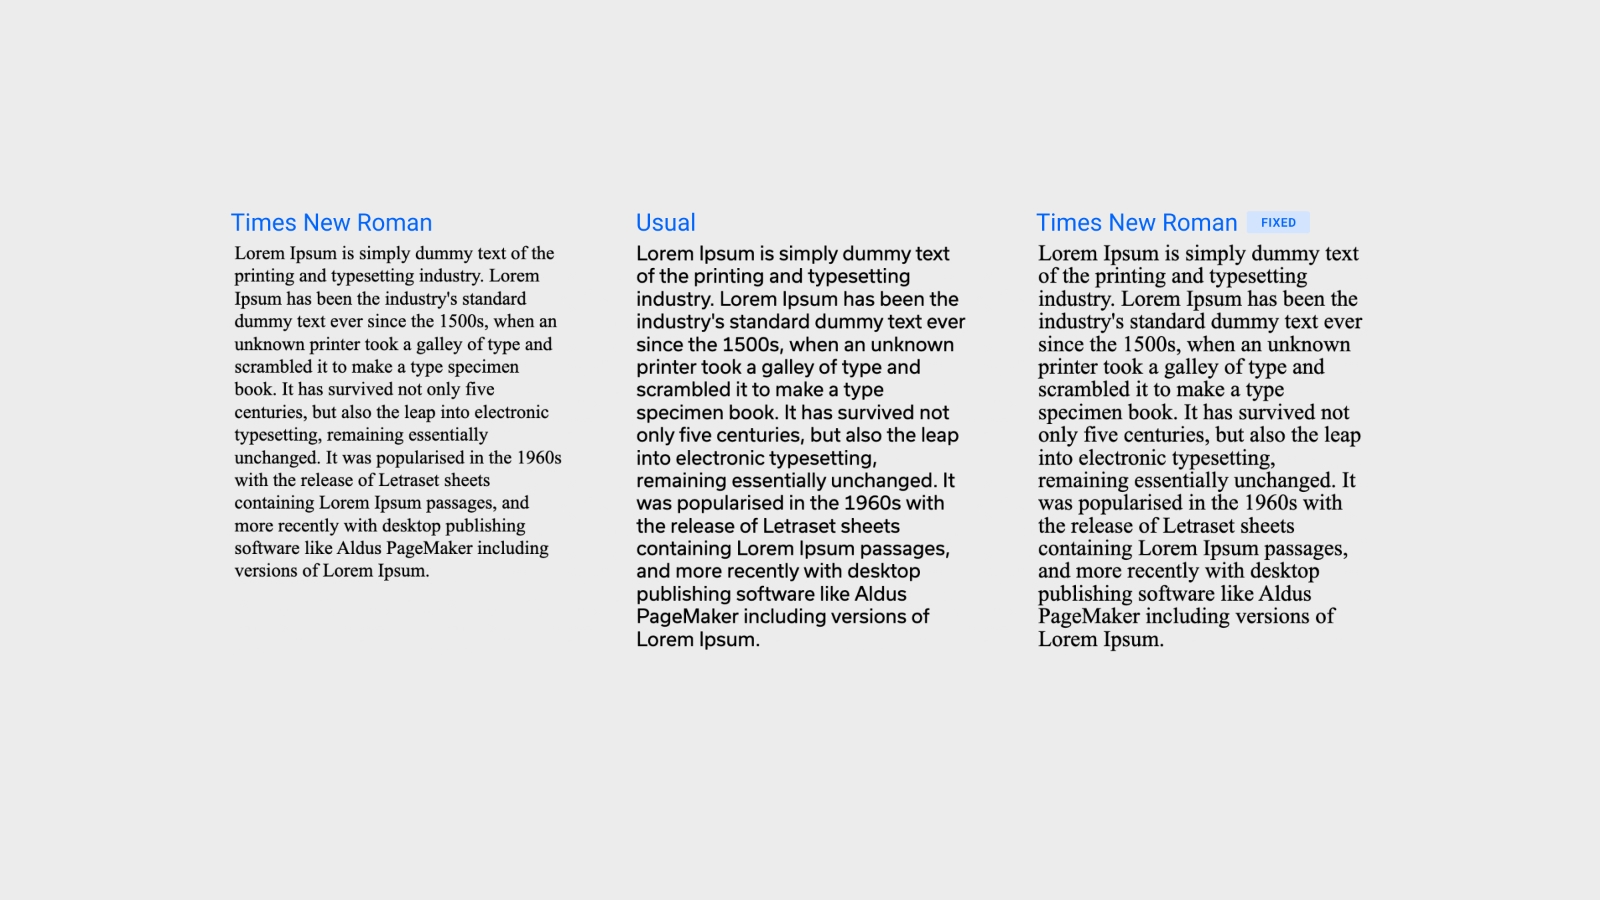 Times New Roman
Lorem Ipsum is simply dummy text of the
printing and typesetting industry. Lorem
Ipsum has been the industry's standard
dummy text ever since the 1500s, when an
unknown printer took a galley of type and
scrambled it to make a type specimen
book. It has survived not only five
centuries, but also the leap into electronic
typesetting, remaining essentially
unchanged. It was popularised in the 1960s
with the release of Letraset sheets
containing Lorem Ipsum passages, and
more recently with desktop publishing
software like Aldus PageMaker including
versions of Lorem Ipsum.
Usual
Lorem Ipsum is simply dummy text
of the printing and typesetting
industry. Lorem Ipsum has been the
industry's standard dummy text ever
since the 1500s, when an unknown
printer took a galley of type and
scrambled it to make a type
specimen book. It has survived not
only five centuries, but also the leap
into electronic typesetting,
remaining essentially unchanged. It
was popularised in the 1960s with
the release of Letraset sheets
containing Lorem Ipsum passages,
and more recently with desktop
publishing software like Aldus
PageMaker including versions of
Lorem Ipsum.
Times New Roman FIXED
Lorem Ipsum is simply dummy text
of the printing and typesetting
industry. Lorem Ipsum has been the
industry's standard dummy text ever
since the 1500s, when an unknown
printer took a galley of type and
scrambled it to make a type
specimen book. It has survived not
only five centuries, but also the leap
into electronic typesetting,
remaining essentially unchanged. It
was popularised in the 1960s with
the release of Letraset sheets
containing Lorem Ipsum passages,
and more recently with desktop
publishing software like Aldus
PageMaker including versions of
Lorem Ipsum.